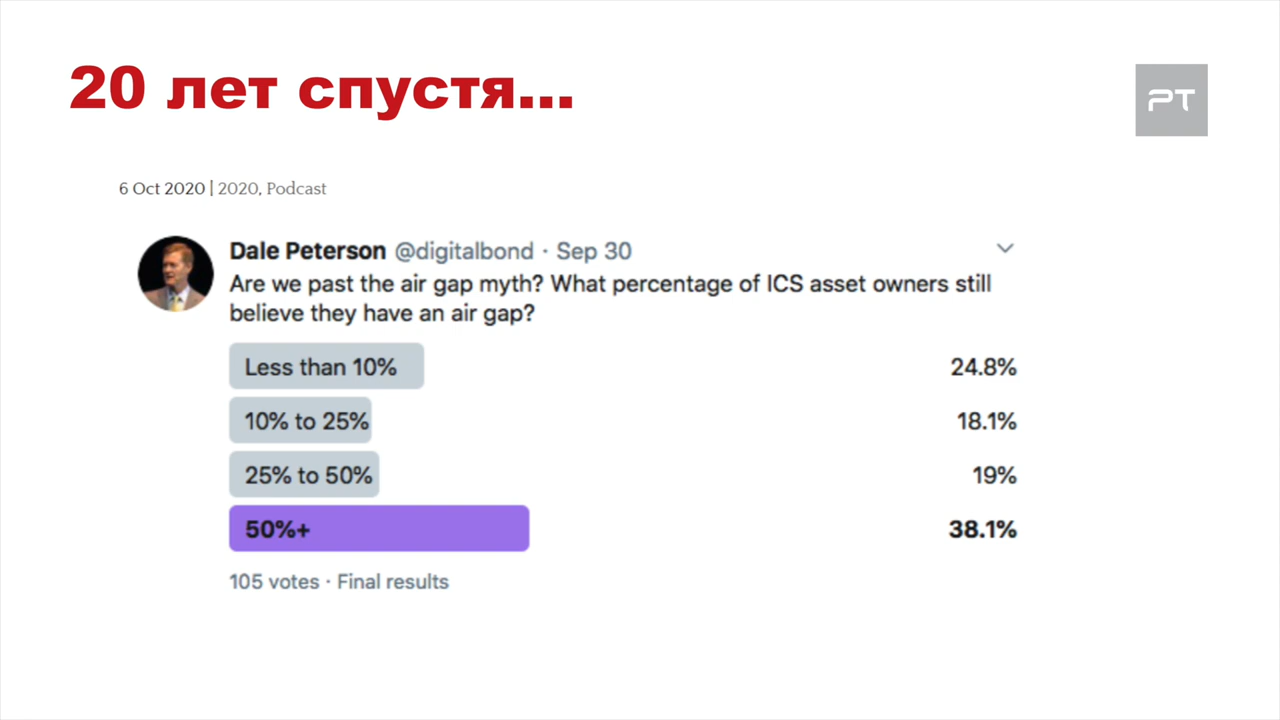 20 лет спустя...
PT
6 Oct 2020 | 2020, Podcast
Dale Peterson @digitalbond · Sep 30
Are we past the air gap myth? What percentage of ICS asset owners still
believe they have an air gap?
Less than 10% 24.8%
10% to 25% 18.1%
25% to 50% 19%
50%+ 38.1%
105 votes · Final results